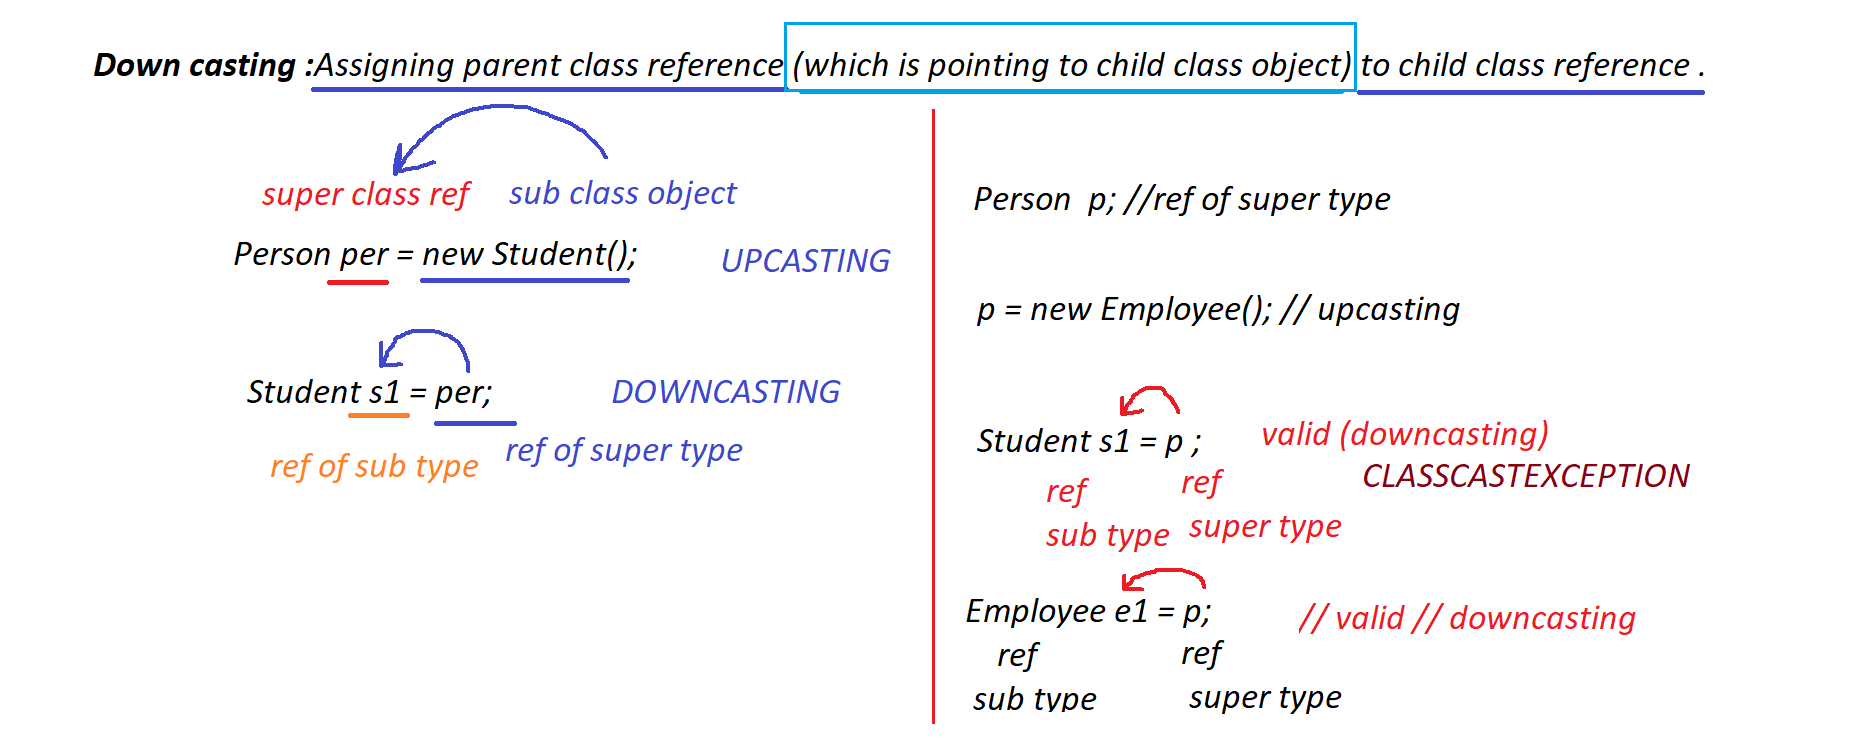 Down casting :Assigning parent class reference (which is pointing to child class object) to child class reference .
super class ref sub class object
Person per = new Student(); UPCASTING
Student s1 = per; DOWNCASTING
ref of sub type ref of super type
Person p; //ref of super type
p = new Employee(); // upcasting
Student s1 = p ; valid (downcasting)
CLASSCASTEXCEPTION
ref ref
sub type super type
Employee e1 = p; // valid // downcasting
ref ref
sub type super type